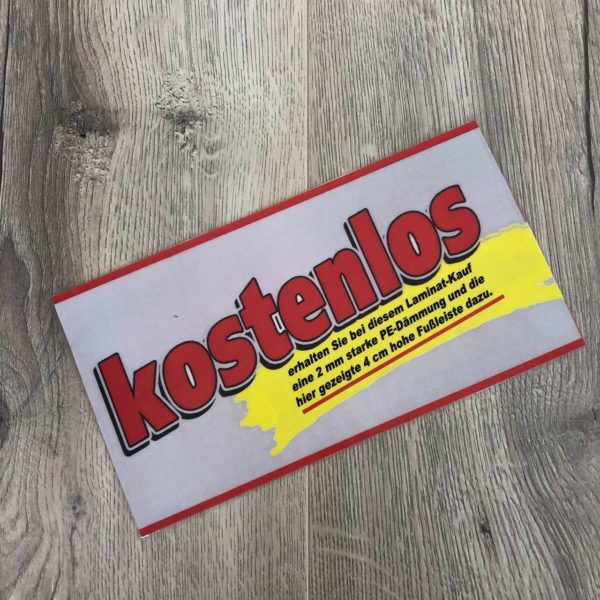 kostenlos
erhalten Sie bei diesem Laminat-Kauf
eine 2 mm starke PE-Dämmung und die
hier gezeigte 4 cm hohe Fußleiste dazu.